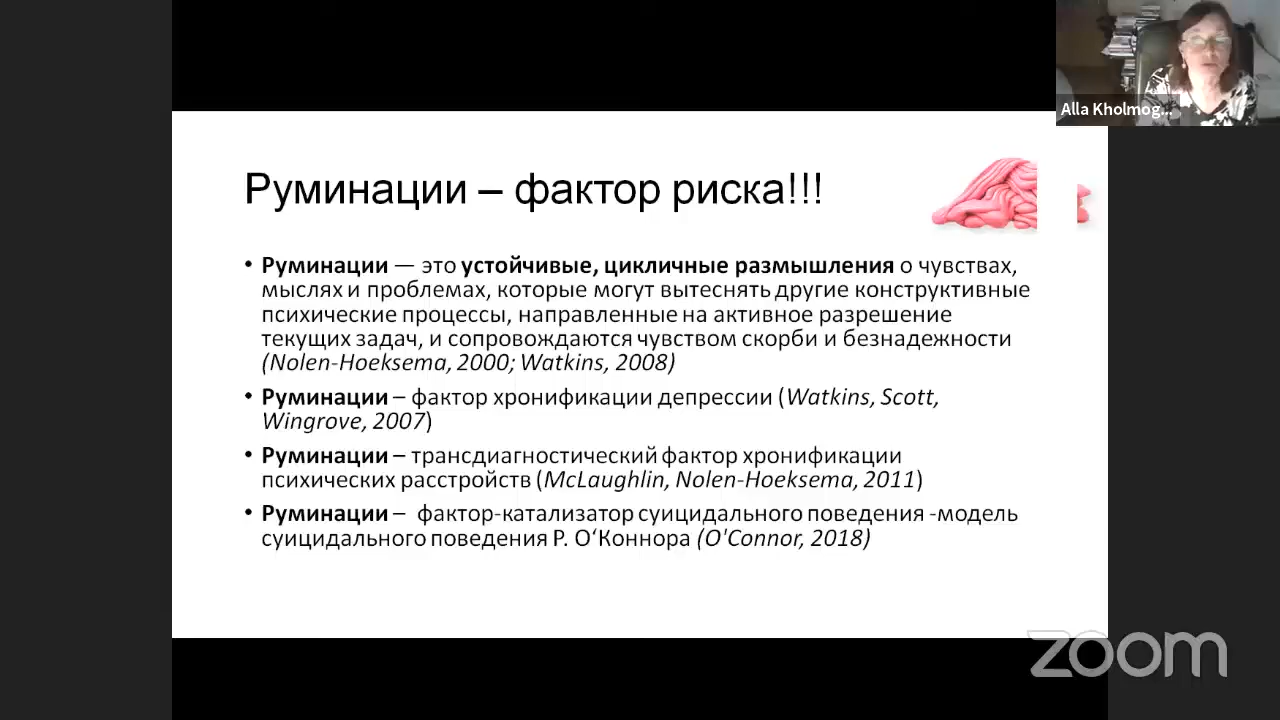 Alla Kholmog...
Руминации – фактор риска!!!
• Руминации — это устойчивые, цикличные размышления о чувствах,
мыслях и проблемах, которые могут вытеснять другие конструктивные
психические процессы, направленные на активное разрешение
текущих задач, и сопровождаются чувством скорби и безнадежности
(Nolen-Hoeksema, 2000; Watkins, 2008)
• Руминации – фактор хронификации депрессии (Watkins, Scott,
Wingrove, 2007)
• Руминации – трансдиагностический фактор хронификации
психических расстройств (McLaughlin, Nolen-Hoeksema, 2011)
• Руминации – фактор-катализатор суицидального поведения -модель
суицидального поведения Р. О‘Коннора (O'Connor, 2018)
zoom